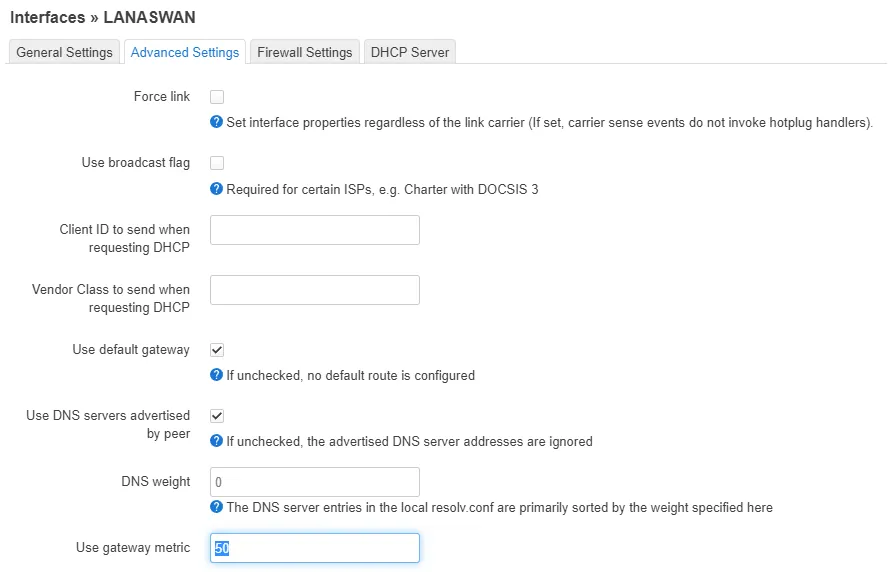 Interfaces » LANASWAN
General Settings
Advanced Settings
Firewall Settings
DHCP Server
Force link
Set interface properties regardless of the link carrier (If set, carrier sense events do not invoke hotplug handlers).
Use broadcast flag
Required for certain ISPs, e.g. Charter with DOCSIS 3
Client ID to send when
requesting DHCP
Vendor Class to send when
requesting DHCP
Use default gateway
If unchecked, no default route is configured
Use DNS servers advertised
by peer
If unchecked, the advertised DNS server addresses are ignored
DNS weight
0
The DNS server entries in the local resolv.conf are primarily sorted by the weight specified here
Use gateway metric
50